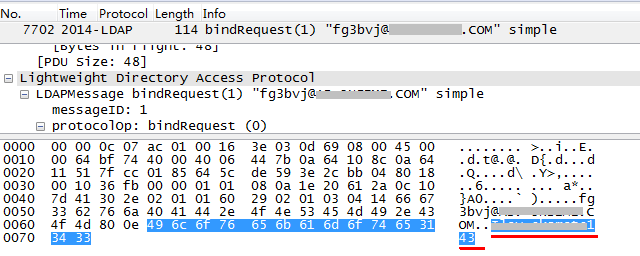 No. Time Protocol Length Info
7702 2014-LDAP 114 bindRequest(1) "fg3bvj@ .COM" simple
[Bytes in flight: 48]
[PDU Size: 48]
Lightweight Directory Access Protocol
LDAPMessage bindRequest(1) "fg3bvj@ .COM" simple
messageID: 1
protocolOp: bindRequest (0)
0000 00 00 0c 07 ac 01 00 16 3e 03 0d 69 08 00 45 00 ........ >..i..E.
0010 00 64 bf 74 40 00 40 06 44 7b 0a 64 10 8c 0a 64 .d.t@.@. D{.d...d
0020 11 51 7f cc 01 85 64 5c de 59 3e 2c bb 04 80 18 .Q....d\ .Y>,....
0030 00 10 36 fb 00 00 01 01 08 0a 1e 20 61 2a 0c 10 ..6..... ... a*..
0040 7d 41 30 2e 02 01 01 60 29 02 01 03 04 14 66 67 }A0....` ).....fg
0050 33 62 76 6a 40 41 44 2e 4f 4e 53 45 4d 49 2e 43 3bvj@ .C
0060 4f 4d 80 0e 49 6c 6f 76 65 6b 61 6d 6f 74 65 31 OM..
0070 34 33 43